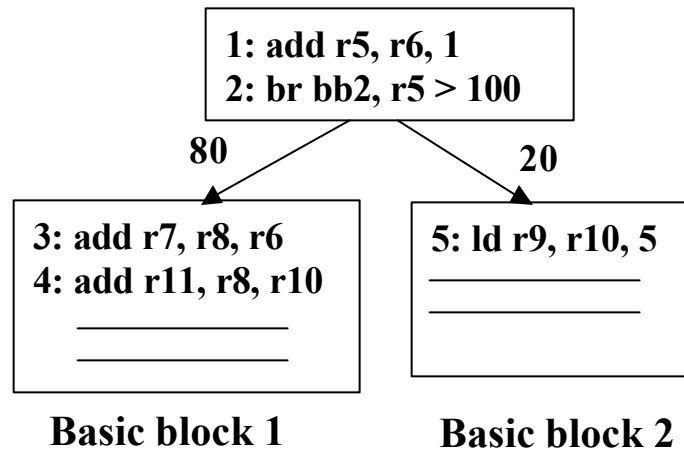 1: add r5, r6, 1
2: br bb2, r5 > 100
80
20
3: add r7, r8, r6
4: add r11, r8, r10
5: ld r9, r10, 5
Basic block 1
Basic block 2